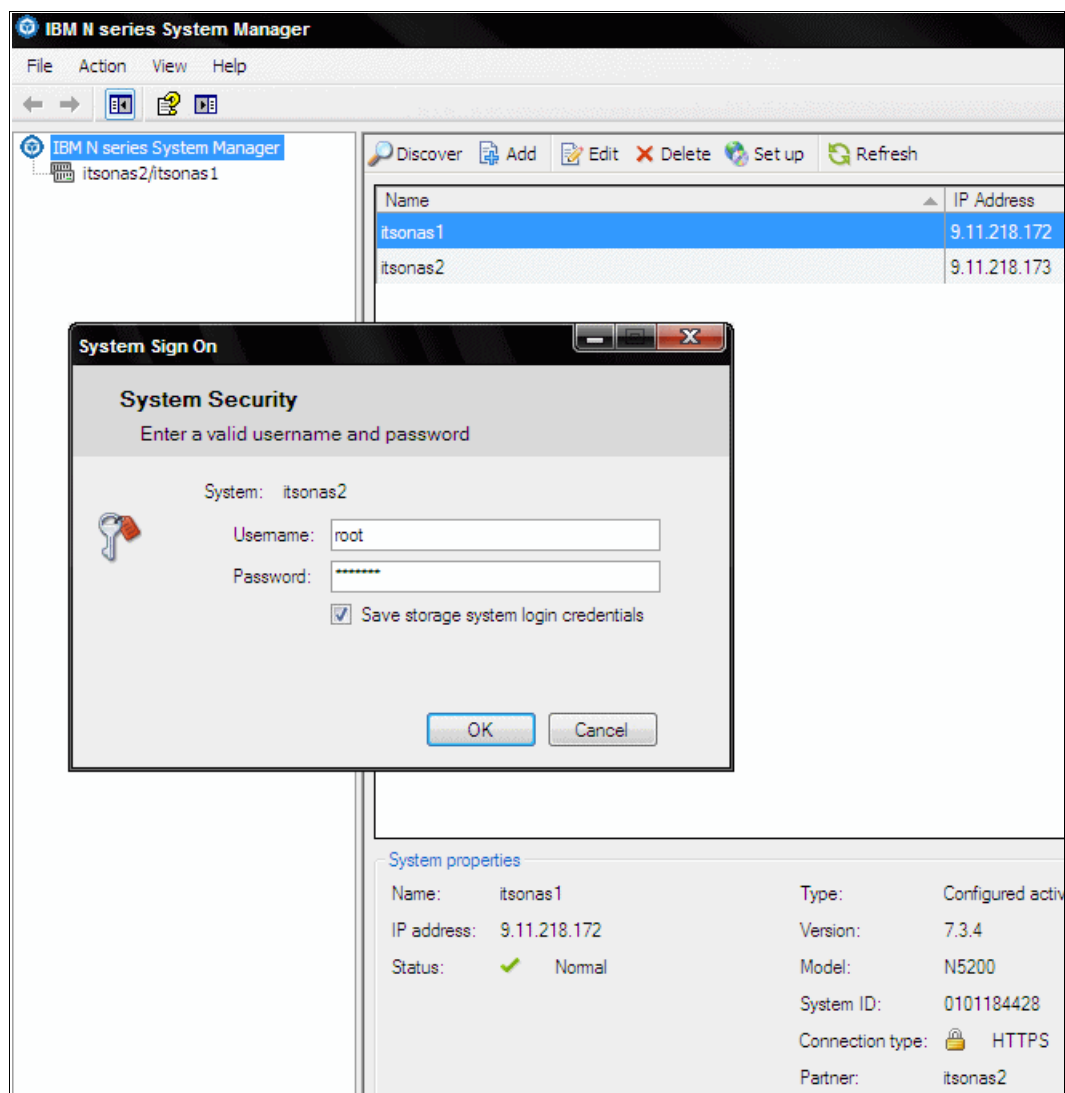 IBM N series System Manager
File Action View Help
IBM N series System Manager
itsonas2/itsonas1
Discover Add Edit Delete Set up Refresh
Name IP Address
itsonas1 9.11.218.172
itsonas2 9.11.218.173
System Sign On
System Security
Enter a valid username and password
System: itsonas2
Username: root
Password: *******
Save storage system login credentials
OK Cancel
System properties
Name: itsonas1 Type: Configured activ
IP address: 9.11.218.172 Version: 7.3.4
Status: Normal Model: N5200
System ID: 0101184428
Connection type: HTTPS
Partner: itsonas2